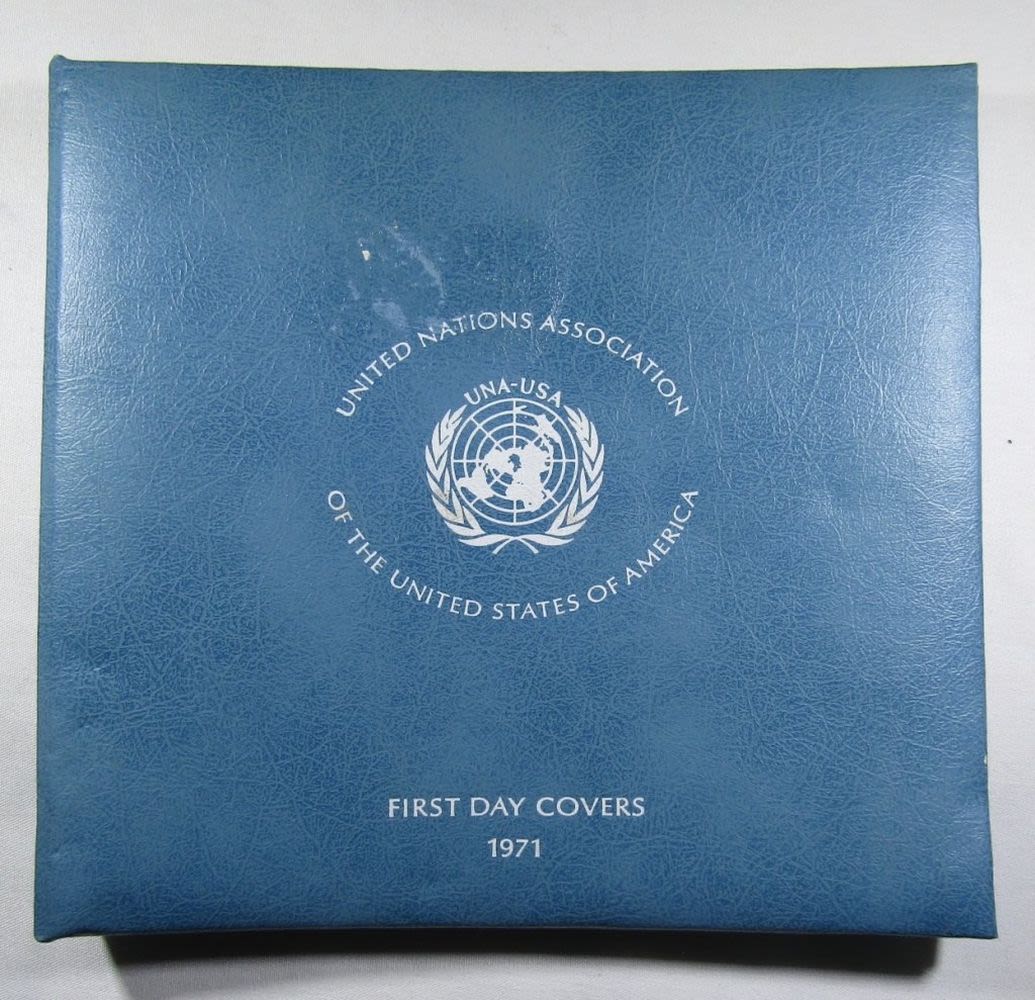 UNITED NATIONS ASSOCIATION
UNA-USA
OF THE UNITED STATES OF AMERICA
FIRST DAY COVERS
1971